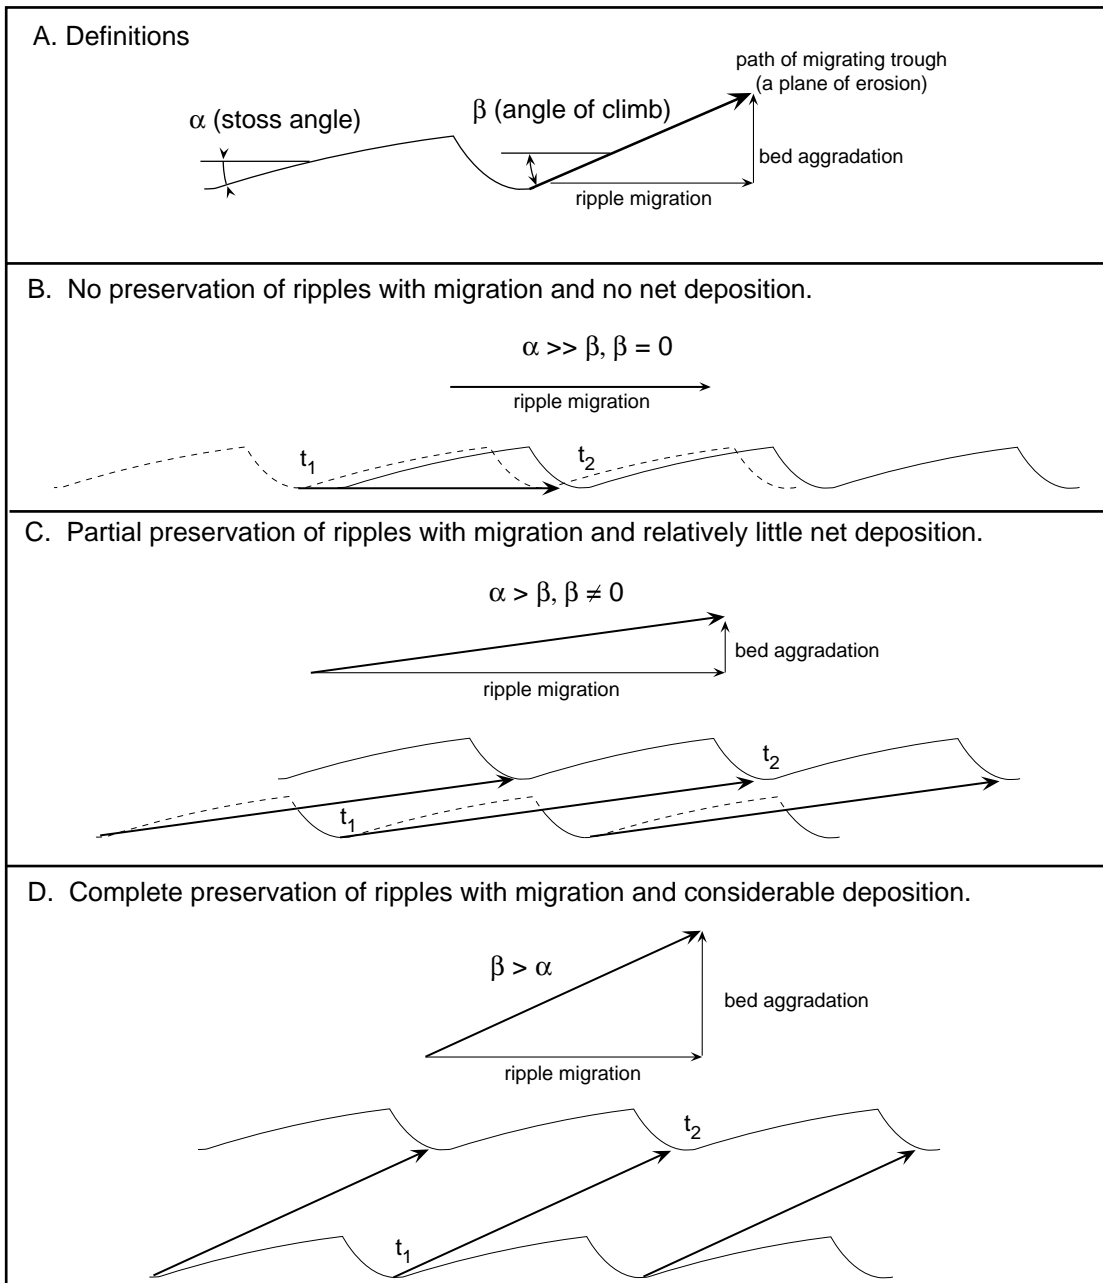 A. Definitions
path of migrating trough
(a plane of erosion)
α (stoss angle)
β (angle of climb)
bed aggradation
ripple migration
B.  No preservation of ripples with migration and no net deposition.
α >> β, β = 0
ripple migration
t1
t2
C.  Partial preservation of ripples with migration and relatively little net deposition.
α > β, β ≠ 0
bed aggradation
ripple migration
t2
t1
D.  Complete preservation of ripples with migration and considerable deposition.
β > α
bed aggradation
ripple migration
t2
t1